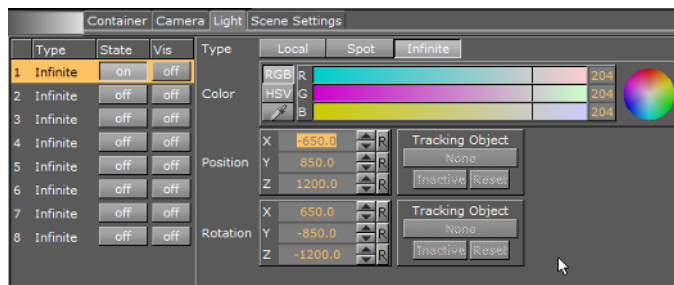 Container Camera Light Scene Settings
Type State Vis
1 Infinite on off
2 Infinite off off
3 Infinite off off
4 Infinite off off
5 Infinite off off
6 Infinite off off
7 Infinite off off
8 Infinite off off
Type Local Spot Infinite
Color
RGB R 204
HSV G 204
B 204
Position
X -650.0 R
Y 850.0 R
Z 1200.0 R
Tracking Object
None
Inactive Reset
Rotation
X 650.0 R
Y -850.0 R
Z -1200.0 R
Tracking Object
None
Inactive Reset